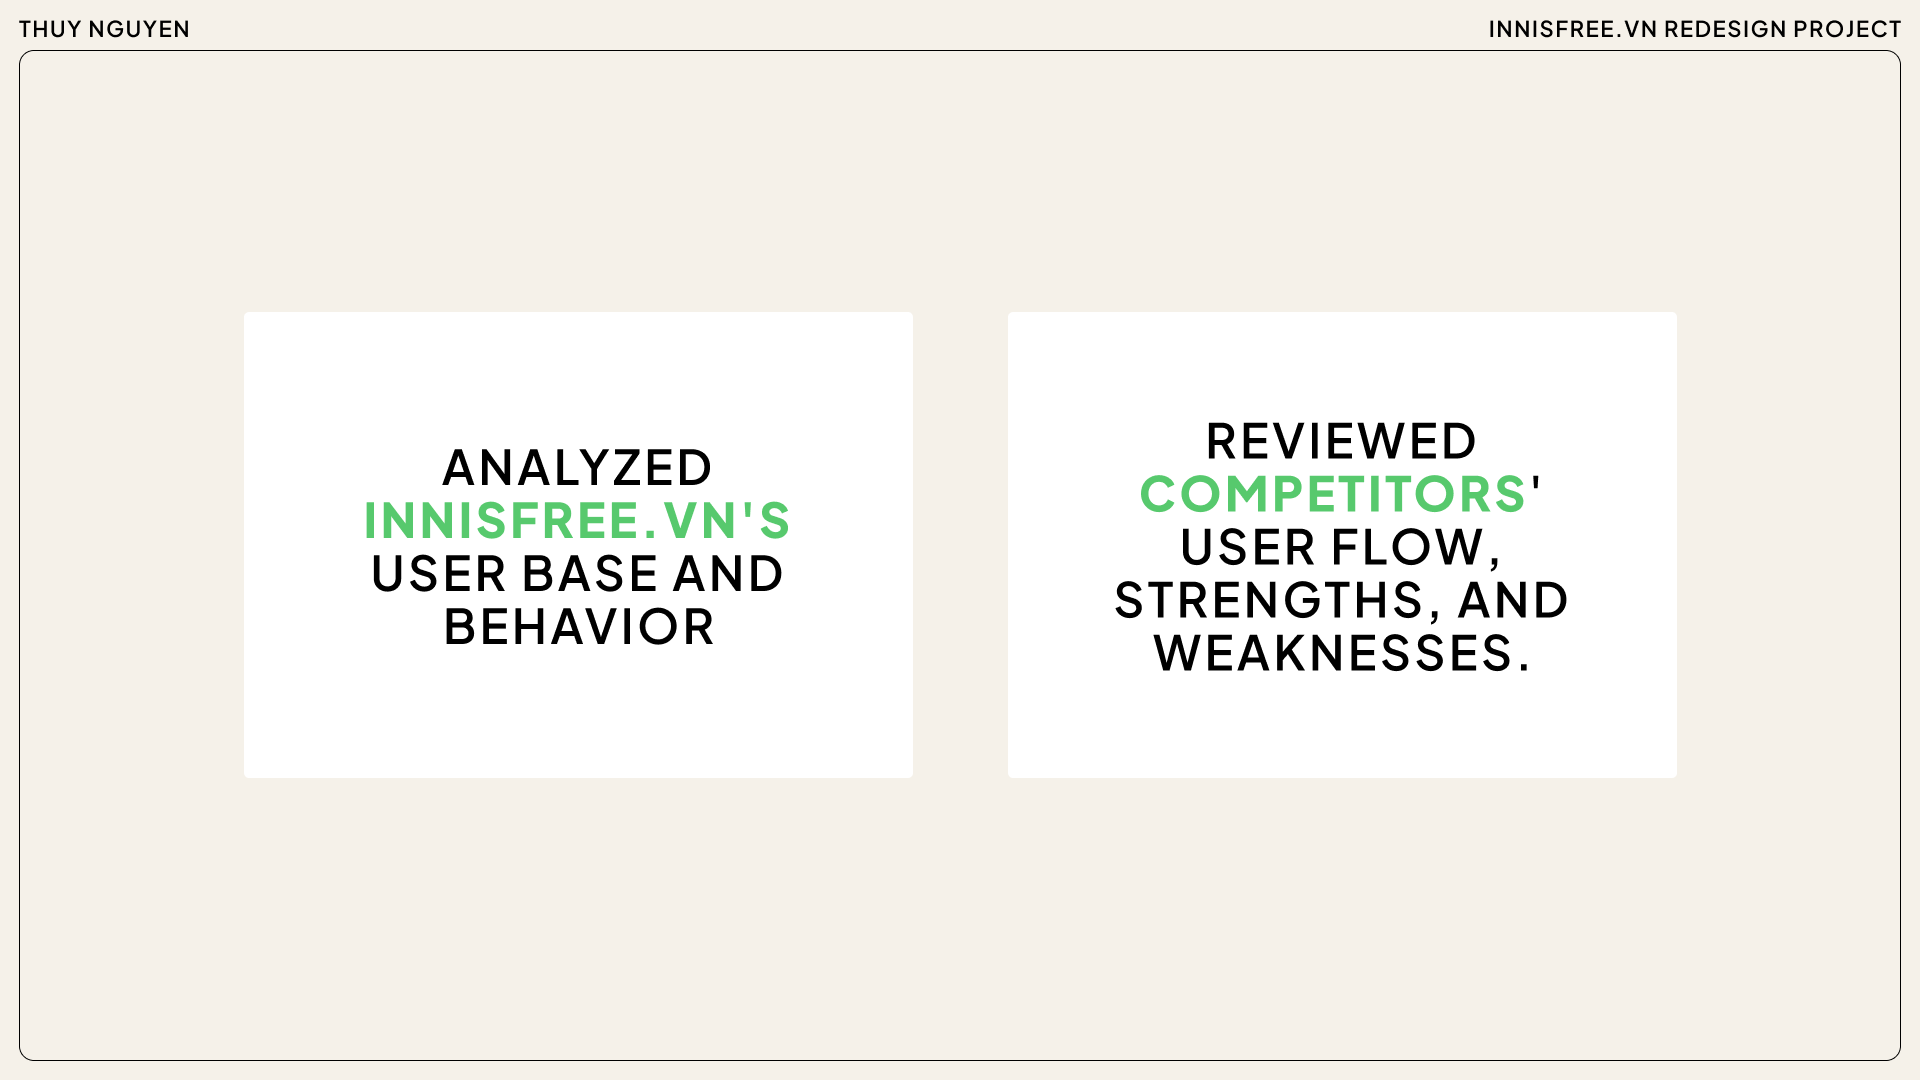 THUY NGUYEN
INNISFREE.VN REDESIGN PROJECT
ANALYZED
INNISFREE.VN'S
USER BASE AND
BEHAVIOR
REVIEWED
COMPETITORS'
USER FLOW,
STRENGTHS, AND
WEAKNESSES.